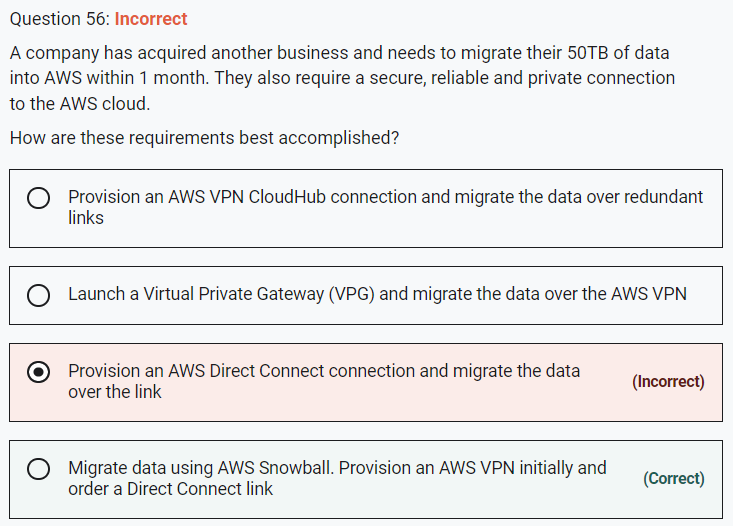 Question 56: Incorrect
A company has acquired another business and needs to migrate their 50TB of data
into AWS within 1 month. They also require a secure, reliable and private connection
to the AWS cloud.
How are these requirements best accomplished?
Provision an AWS VPN CloudHub connection and migrate the data over redundant
links
Launch a Virtual Private Gateway (VPG) and migrate the data over the AWS VPN
Provision an AWS Direct Connect connection and migrate the data
over the link
(Incorrect)
Migrate data using AWS Snowball. Provision an AWS VPN initially and
order a Direct Connect link
(Correct)